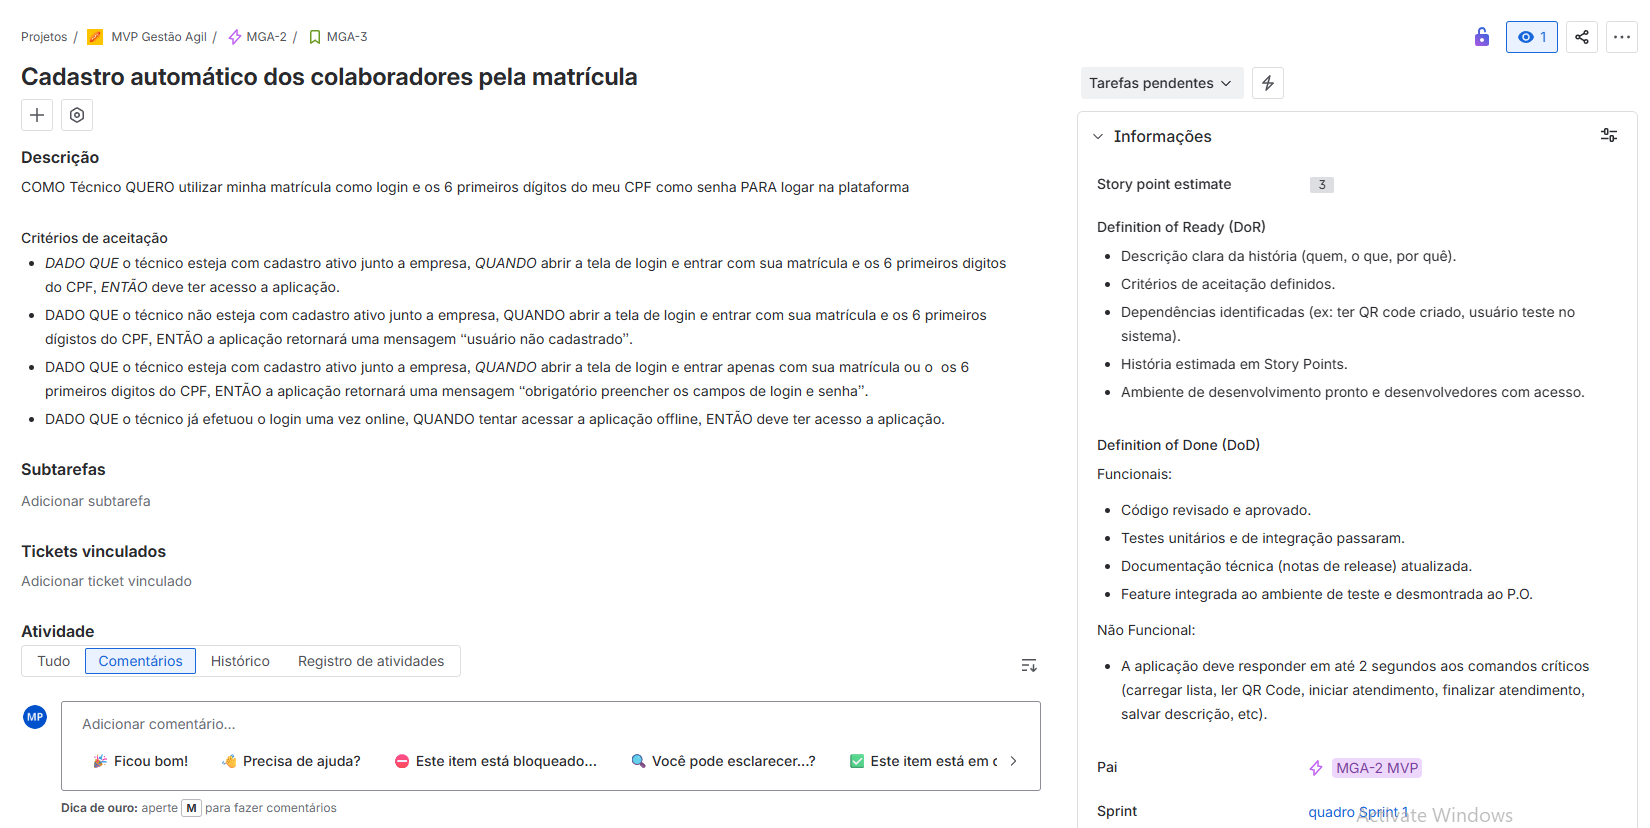 Projetos / MVP Gestão Agil / MGA-2 / MGA-3
1
Cadastro automático dos colaboradores pela matrícula
Descrição
COMO Técnico QUERO utilizar minha matrícula como login e os 6 primeiros dígitos do meu CPF como senha PARA logar na plataforma
Critérios de aceitação
• DADO QUE o técnico esteja com cadastro ativo junto a empresa, QUANDO abrir a tela de login e entrar com sua matrícula e os 6 primeiros digitos
do CPF, ENTÃO deve ter acesso a aplicação.
• DADO QUE o técnico não esteja com cadastro ativo junto a empresa, QUANDO abrir a tela de login e entrar com sua matrícula e os 6 primeiros
dígistos do CPF, ENTÃO a aplicação retornará uma mensagem “usuário não cadastrado”.
• DADO QUE o técnico esteja com cadastro ativo junto a empresa, QUANDO abrir a tela de login e entrar apenas com sua matrícula ou o os 6
primeiros digitos do CPF, ENTÃO a aplicação retornará uma mensagem “obrigatório preencher os campos de login e senha”.
• DADO QUE o técnico já efetuou o login uma vez online, QUANDO tentar acessar a aplicação offline, ENTÃO deve ter acesso a aplicação.
Subtarefas
Adicionar subtarefa
Tickets vinculados
Adicionar ticket vinculado
Atividade
Tudo Comentários Histórico Registro de atividades
MP
Adicionar comentário...
Ficou bom! Precisa de ajuda? Este item está bloqueado... Você pode esclarecer...? Este item está em c
Dica de ouro: aperte M para fazer comentários
Tarefas pendentes
Informações
Story point estimate 3
Definition of Ready (DoR)
• Descrição clara da história (quem, o que, por quê).
• Critérios de aceitação definidos.
• Dependências identificadas (ex: ter QR code criado, usuário teste no
sistema).
• História estimada em Story Points.
• Ambiente de desenvolvimento pronto e desenvolvedores com acesso.
Definition of Done (DoD)
Funcionais:
• Código revisado e aprovado.
• Testes unitários e de integração passaram.
• Documentação técnica (notas de release) atualizada.
• Feature integrada ao ambiente de teste e desmontrada ao P.O.
Não Funcional:
• A aplicação deve responder em até 2 segundos aos comandos críticos
(carregar lista, ler QR Code, iniciar atendimento, finalizar atendimento,
salvar descrição, etc).
Pai MGA-2 MVP
Sprint quadro Sprint 1
Activate Windows